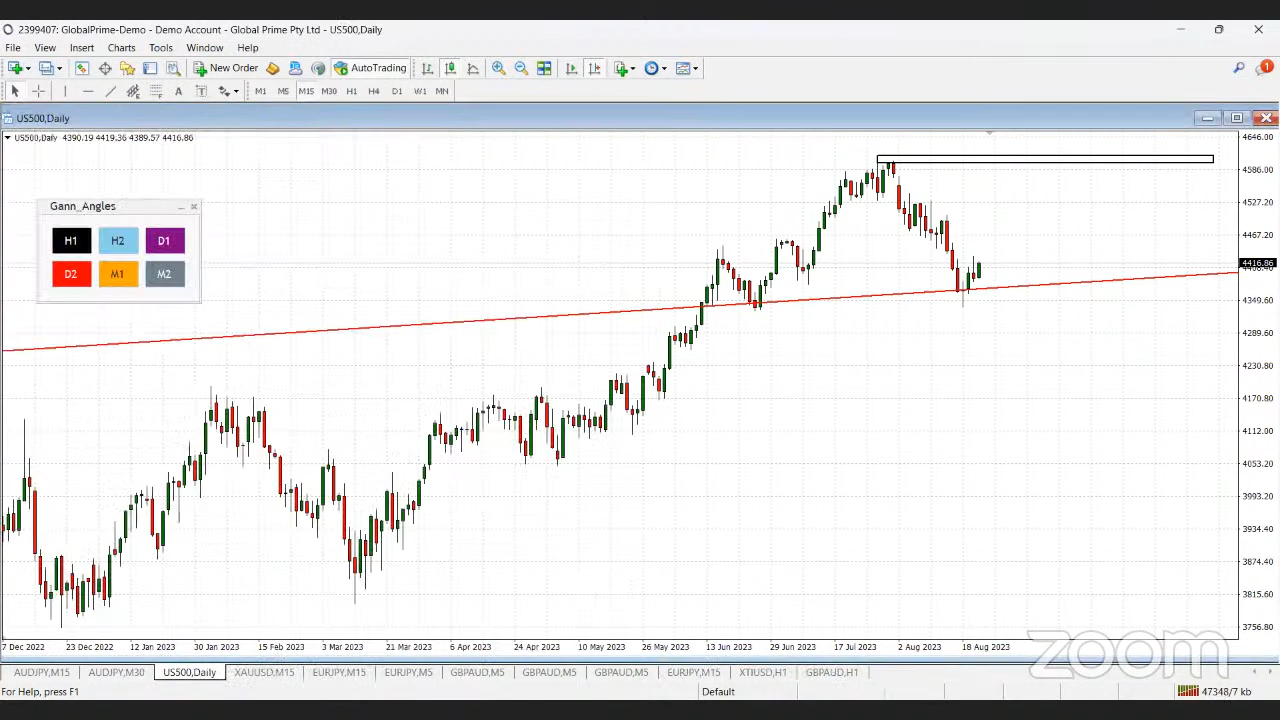 2399407: GlobalPrime-Demo - Demo Account - Global Prime Pty Ltd - US500,Daily
File View Insert Charts Tools Window Help
New Order AutoTrading
M1 M5 M15 M30 H1 H4 D1 W1 MN
US500,Daily
US500,Daily 4390.19 4419.36 4389.57 4416.86
4646.00
4586.00
4527.20
4467.20
4416.86
4349.60
4289.60
4230.80
4170.80
4112.00
4053.20
3993.20
3934.40
3874.40
3815.60
3756.80
Gann_Angles
H1 H2 D1
D2 M1 M2
7 Dec 2022 23 Dec 2022 12 Jan 2023 30 Jan 2023 15 Feb 2023 3 Mar 2023 21 Mar 2023 6 Apr 2023 24 Apr 2023 10 May 2023 26 May 2023 13 Jun 2023 29 Jun 2023 17 Jul 2023 2 Aug 2023 18 Aug 2023
zoom
AUDJPY,M15 AUDJPY,M30 US500,Daily XAUUSD,M15 EURJPY,M15 EURJPY,M5 GBPAUD,M5 GBPAUD,M5 GBPAUD,M5 EURJPY,M15 XTIUSD,H1 GBPAUD,H1
For Help, press F1 Default 47348/7 kb